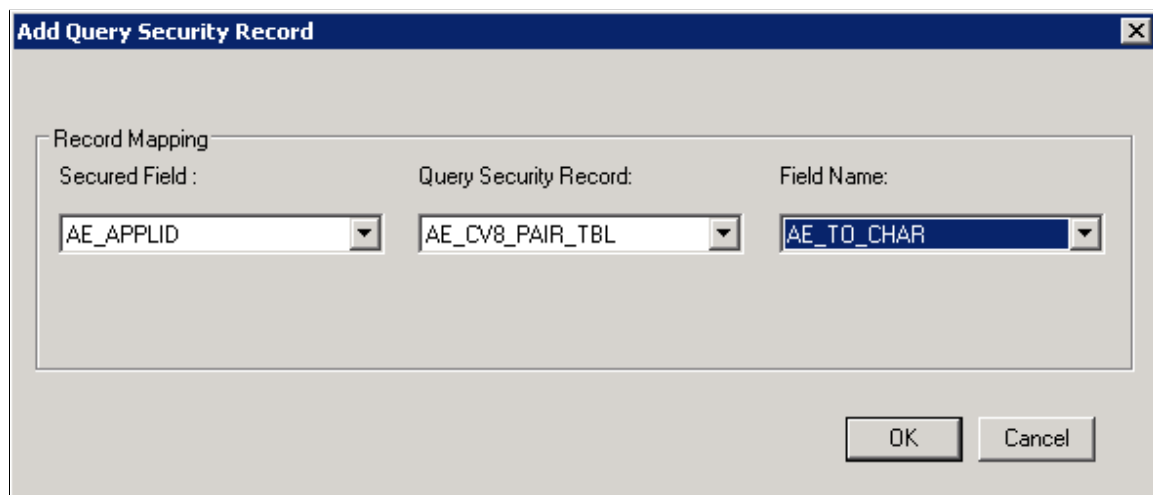 Add Query Security Record
Record Mapping
Secured Field :
Query Security Record:
Field Name:
AE_APPLID
AE_CV8_PAIR_TBL
AE_TO_CHAR
OK
Cancel